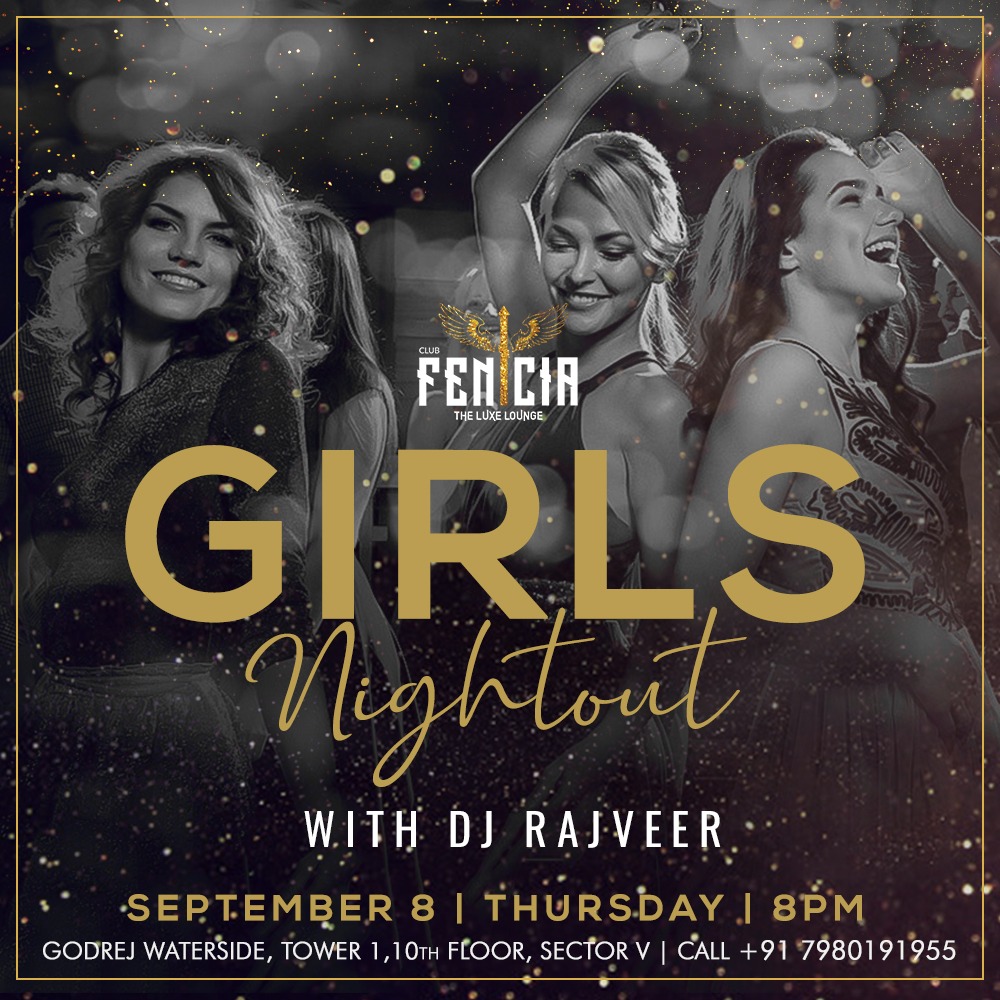 CLUB
FENICIA
THE LUXE LOUNGE
GIRLS
Nightout
WITH DJ RAJVEER
SEPTEMBER 8 | THURSDAY | 8PM
GODREJ WATERSIDE, TOWER 1,10TH FLOOR, SECTOR V | CALL +91 7980191955